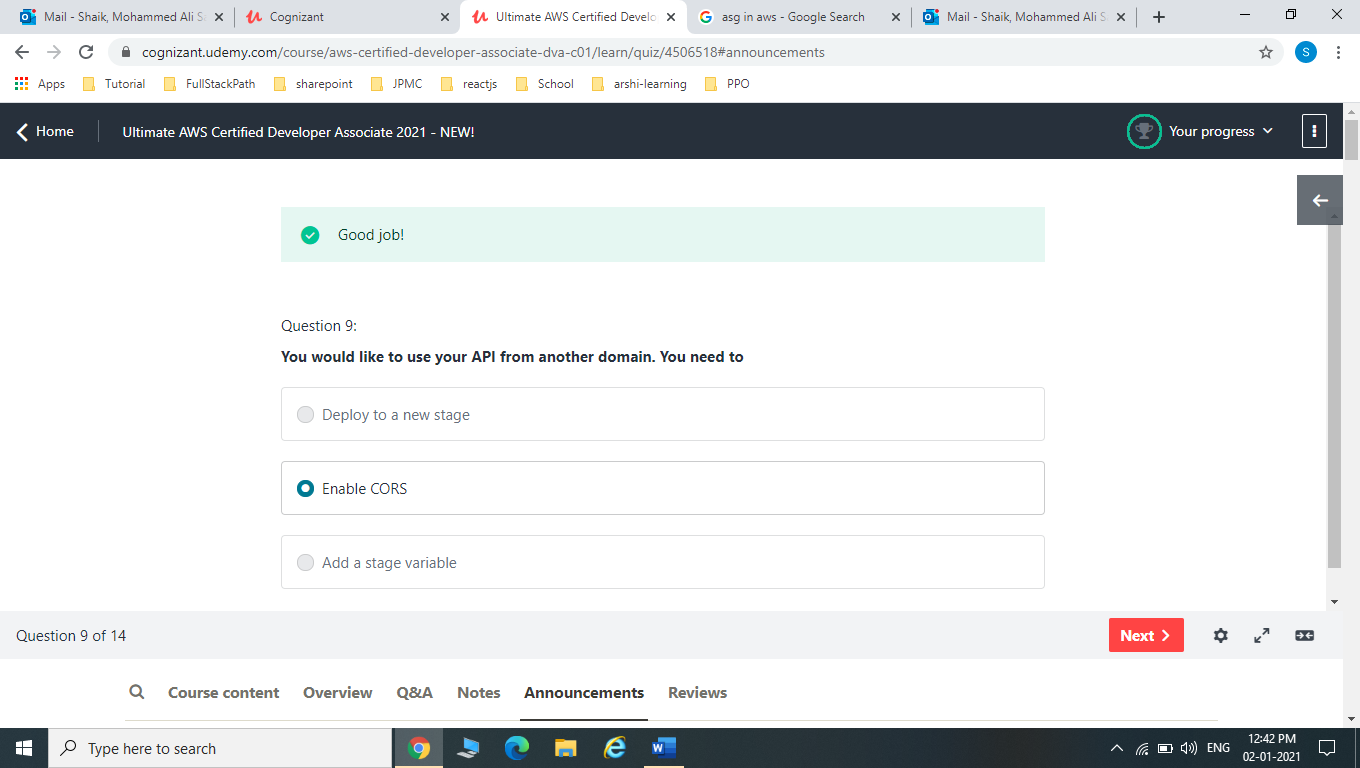 Mail - Shaik, Mohammed Ali S
Cognizant
Ultimate AWS Certified Develo
asg in aws - Google Search
Mail - Shaik, Mohammed Ali S
cognizant.udemy.com/course/aws-certified-developer-associate-dva-c01/learn/quiz/4506518#announcements
S
Apps Tutorial FullStackPath sharepoint JPMC reactjs School arshi-learning PPO
Home Ultimate AWS Certified Developer Associate 2021 - NEW! Your progress
Good job!
Question 9:
You would like to use your API from another domain. You need to
Deploy to a new stage
Enable CORS
Add a stage variable
Question 9 of 14 Next
Course content Overview Q&A Notes Announcements Reviews
Type here to search
ENG
12:42 PM
02-01-2021